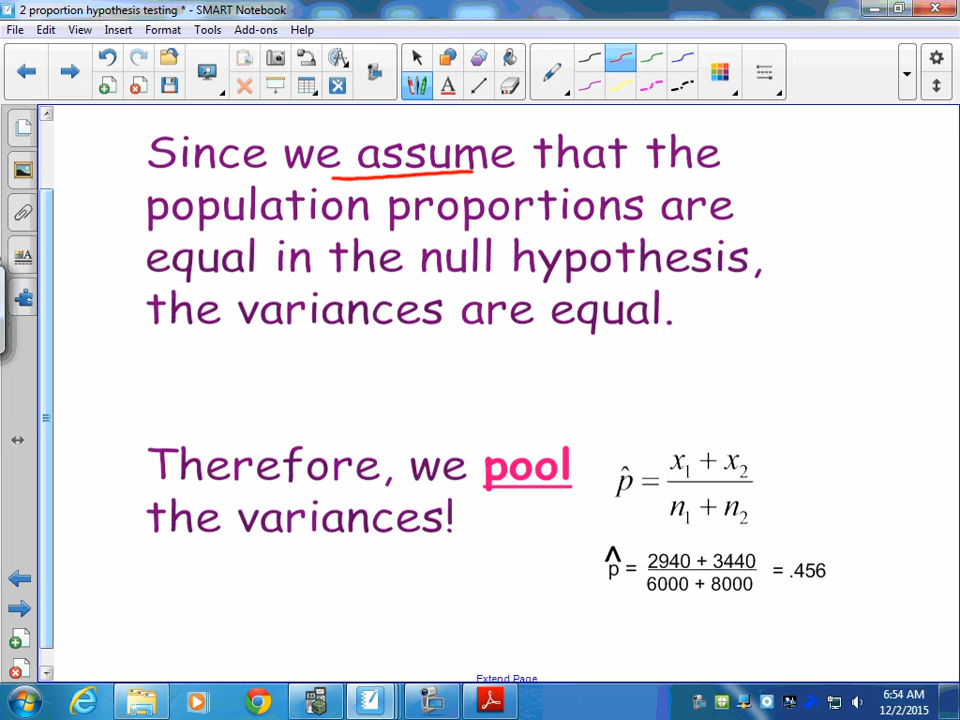 2 proportion hypothesis testing * - SMART Notebook
File Edit View Insert Format Tools Add-ons Help
Since we assume that the
population proportions are
equal in the null hypothesis,
the variances are equal.
Therefore, we pool
the variances!
p̂ = (x₁ + x₂) / (n₁ + n₂)
p̂ = (2940 + 3440) / (6000 + 8000) = .456
Extend Page
6:54 AM
12/2/2015